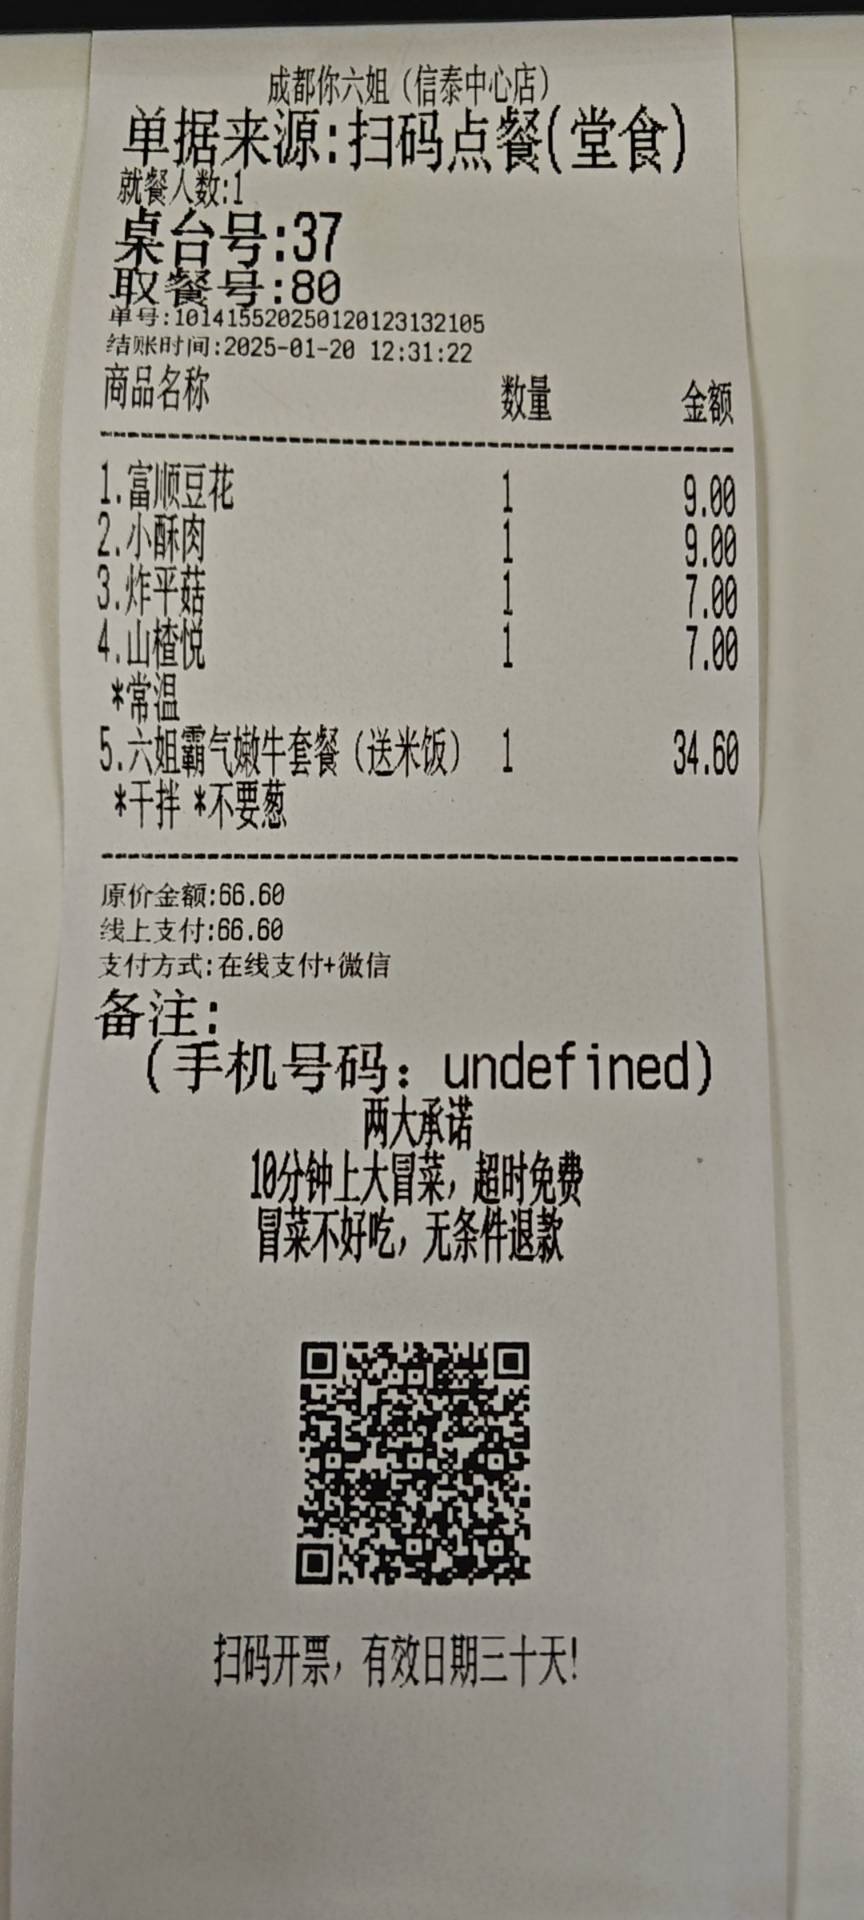 成都你六姐（信泰中心店）
单据来源:扫码点餐(堂食)
就餐人数:1
桌台号:37
取餐号:80
单号:101415520250120123132105
结账时间:2025-01-20 12:31:22
商品名称 数量 金额
1.富顺豆花 1 9.00
2.小酥肉 1 9.00
3.炸平菇 1 7.00
4.山楂悦 1 7.00
*常温
5.六姐霸气嫩牛套餐（送米饭） 1 34.60
*干拌 *不要葱
原价金额:66.60
线上支付:66.60
支付方式:在线支付+微信
备注:
(手机号码：undefined)
两大承诺
10分钟上大冒菜，超时免费
冒菜不好吃，无条件退款
扫码开票，有效日期三十天!